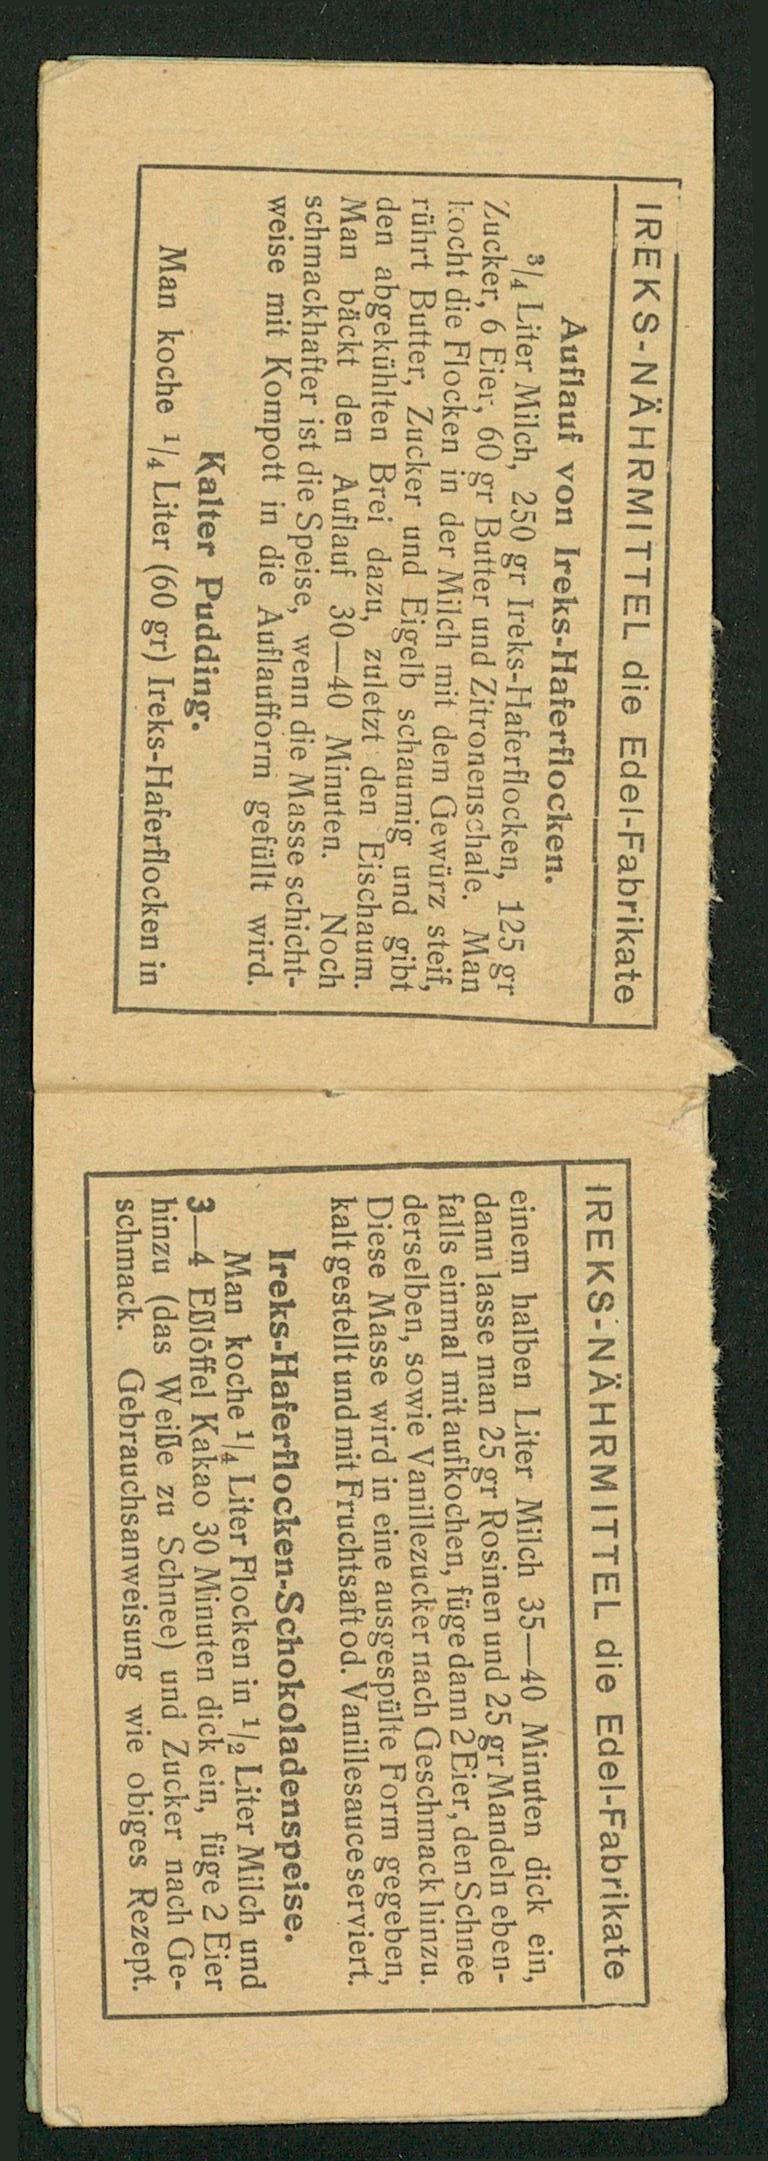 IREKS-NÄHRMITTEL die Edel-Fabrikate
Auflauf von Ireks-Haferflocken.
3/4 Liter Milch, 250 gr Ireks-Haferflocken, 125 gr
Zucker, 6 Eier, 60 gr Butter und Zitronenschale. Man
kocht die Flocken in der Milch mit dem Gewürz steif,
rührt Butter, Zucker und Eigelb schaumig und gibt
den abgekühlten Brei dazu, zuletzt den Eischaum.
Man bäckt den Auflauf 30—40 Minuten. Noch
schmackhafter ist die Speise, wenn die Masse schicht-
weise mit Kompott in die Auflaufform gefüllt wird.
Kalter Pudding.
Man koche 1/4 Liter (60 gr) Ireks-Haferflocken in
IREKS-NÄHRMITTEL die Edel-Fabrikate
einem halben Liter Milch 35—40 Minuten dick ein,
dann lasse man 25 gr Rosinen und 25 gr Mandeln eben-
falls einmal mitaufkochen, füge dann 2 Eier, den Schnee
derselben, sowie Vanillezucker nach Geschmack hinzu.
Diese Masse wird in eine ausgespülte Form gegeben,
kalt gestellt und mit Fruchtsaft od. Vanillesauce serviert.
Ireks-Haferflocken-Schokoladenspeise.
Man koche 1/4 Liter Flocken in 1/2 Liter Milch und
3—4 Eßlöffel Kakao 30 Minuten dick ein, füge 2 Eier
hinzu (das Weiße zu Schnee) und Zucker nach Ge-
schmack. Gebrauchsanweisung wie obiges Rezept.